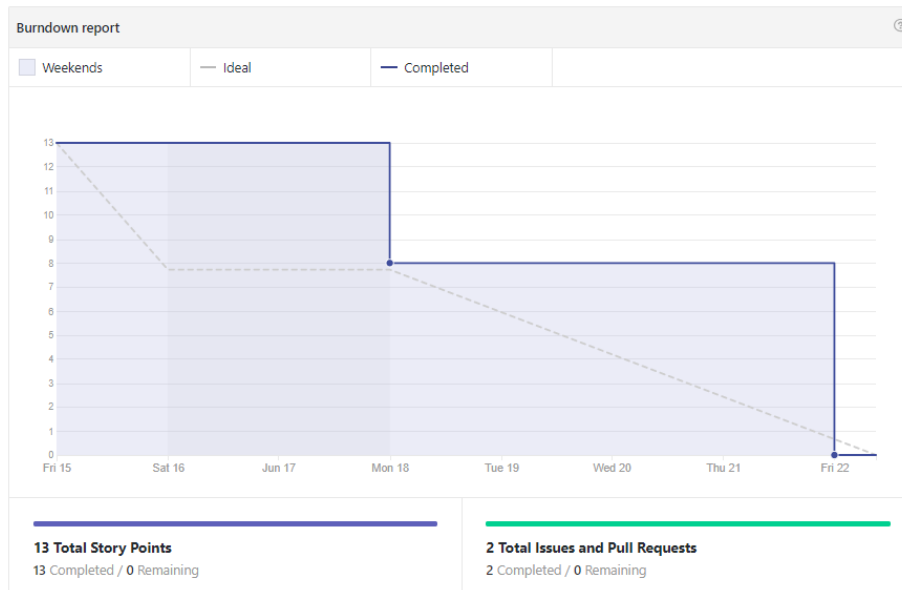 Burndown report
Weekends
Ideal
Completed
13
12
11
10
9
8
7
6
5
4
3
2
1
0
Fri 15 Sat 16 Jun 17 Mon 18 Tue 19 Wed 20 Thu 21 Fri 22
13 Total Story Points
13 Completed / 0 Remaining
2 Total Issues and Pull Requests
2 Completed / 0 Remaining